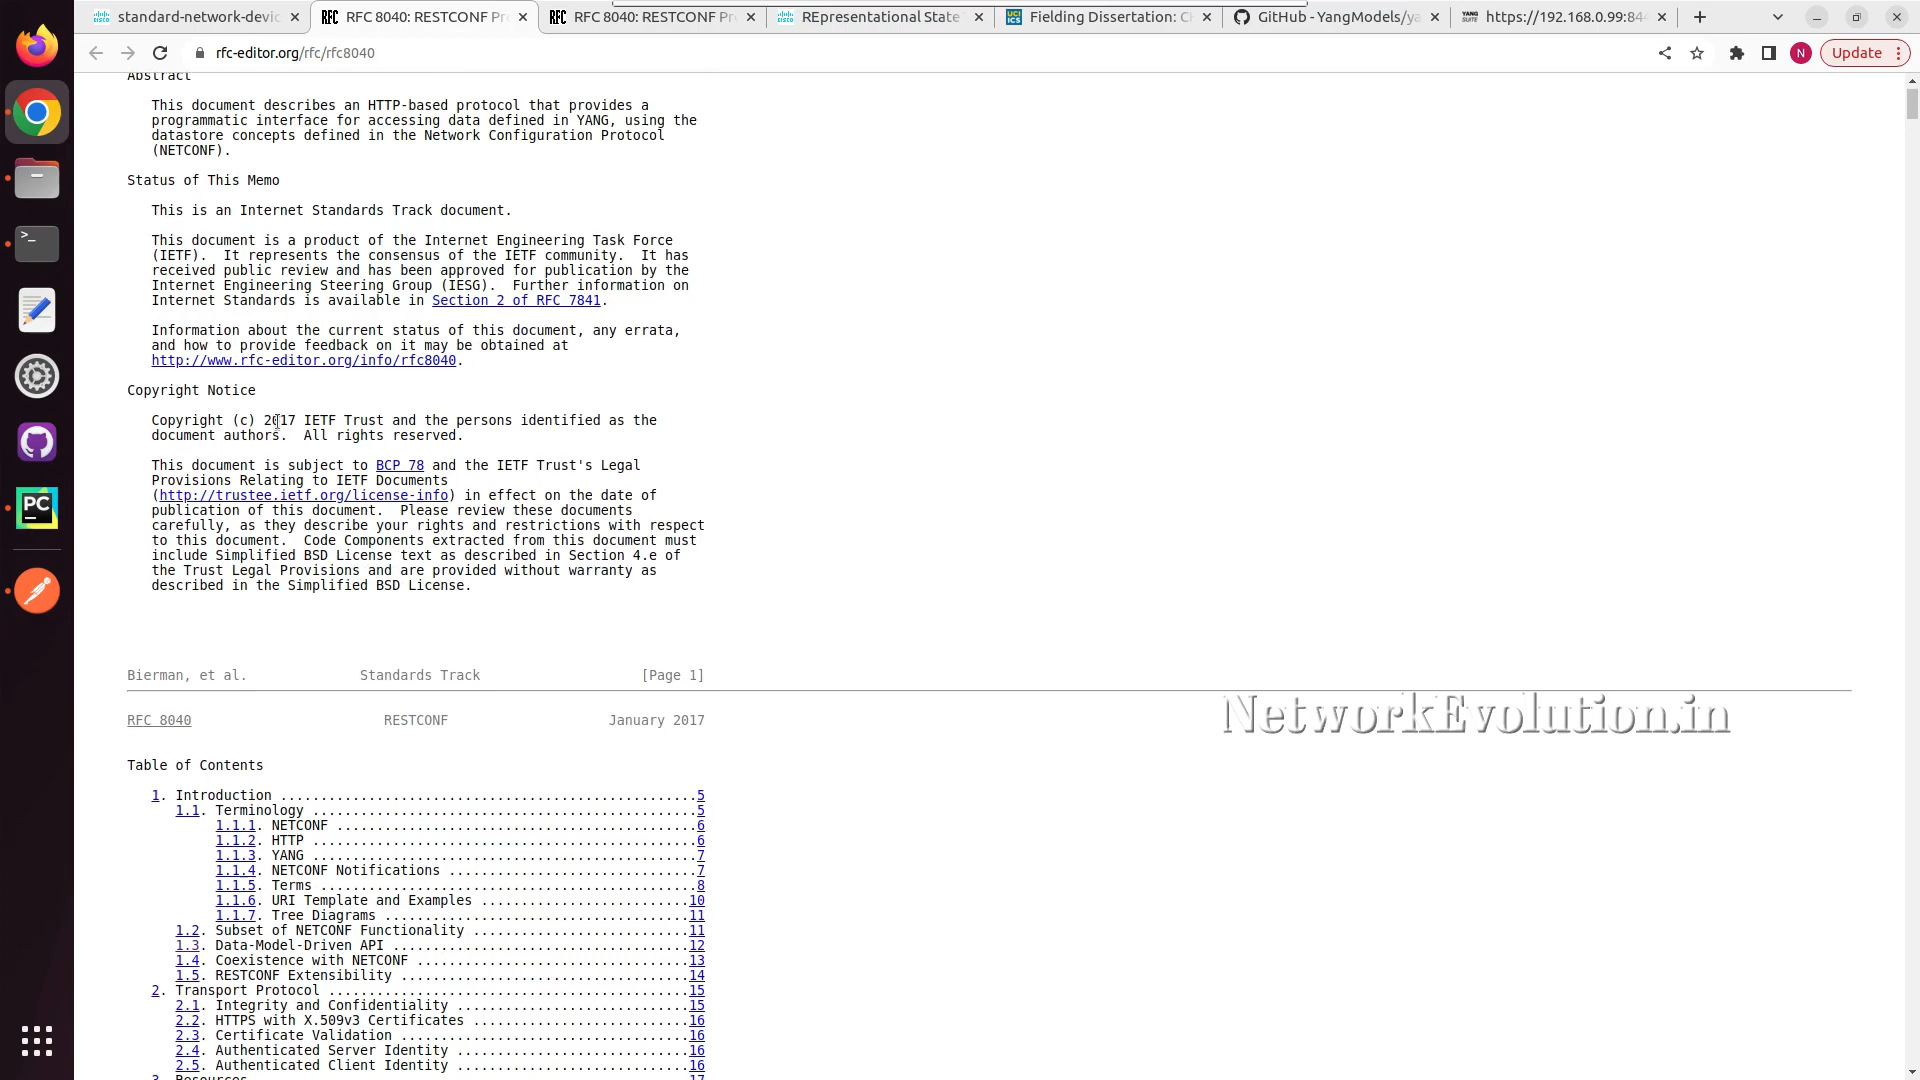 standard-network-devic
RFC 8040: RESTCONF Pro
RFC 8040: RESTCONF Pro
REpresentational State
Fielding Dissertation: CH
GitHub - YangModels/ya
https://192.168.0.99:844
rfc-editor.org/rfc/rfc8040
N
Update
Abstract
This document describes an HTTP-based protocol that provides a
programmatic interface for accessing data defined in YANG, using the
datastore concepts defined in the Network Configuration Protocol
(NETCONF).
Status of This Memo
This is an Internet Standards Track document.
This document is a product of the Internet Engineering Task Force
(IETF).  It represents the consensus of the IETF community.  It has
received public review and has been approved for publication by the
Internet Engineering Steering Group (IESG).  Further information on
Internet Standards is available in Section 2 of RFC 7841.
Information about the current status of this document, any errata,
and how to provide feedback on it may be obtained at
http://www.rfc-editor.org/info/rfc8040.
Copyright Notice
Copyright (c) 2017 IETF Trust and the persons identified as the
document authors.  All rights reserved.
This document is subject to BCP 78 and the IETF Trust's Legal
Provisions Relating to IETF Documents
(http://trustee.ietf.org/license-info) in effect on the date of
publication of this document.  Please review these documents
carefully, as they describe your rights and restrictions with respect
to this document.  Code Components extracted from this document must
include Simplified BSD License text as described in Section 4.e of
the Trust Legal Provisions and are provided without warranty as
described in the Simplified BSD License.
Bierman, et al.              Standards Track                    [Page 1]
RFC 8040                        RESTCONF                    January 2017
NetworkEvolution.in
Table of Contents
1. Introduction ....................................................5
1.1. Terminology ................................................5
1.1.1. NETCONF .............................................6
1.1.2. HTTP ................................................6
1.1.3. YANG ................................................7
1.1.4. NETCONF Notifications ...............................7
1.1.5. Terms ...............................................8
1.1.6. URI Template and Examples ..........................10
1.1.7. Tree Diagrams ......................................11
1.2. Subset of NETCONF Functionality ...........................11
1.3. Data-Model-Driven API .....................................12
1.4. Coexistence with NETCONF ..................................13
1.5. RESTCONF Extensibility ....................................14
2. Transport Protocol .............................................15
2.1. Integrity and Confidentiality .............................15
2.2. HTTPS with X.509v3 Certificates ...........................16
2.3. Certificate Validation ....................................16
2.4. Authenticated Server Identity .............................16
2.5. Authenticated Client Identity .............................16
3. Resources ......................................................17